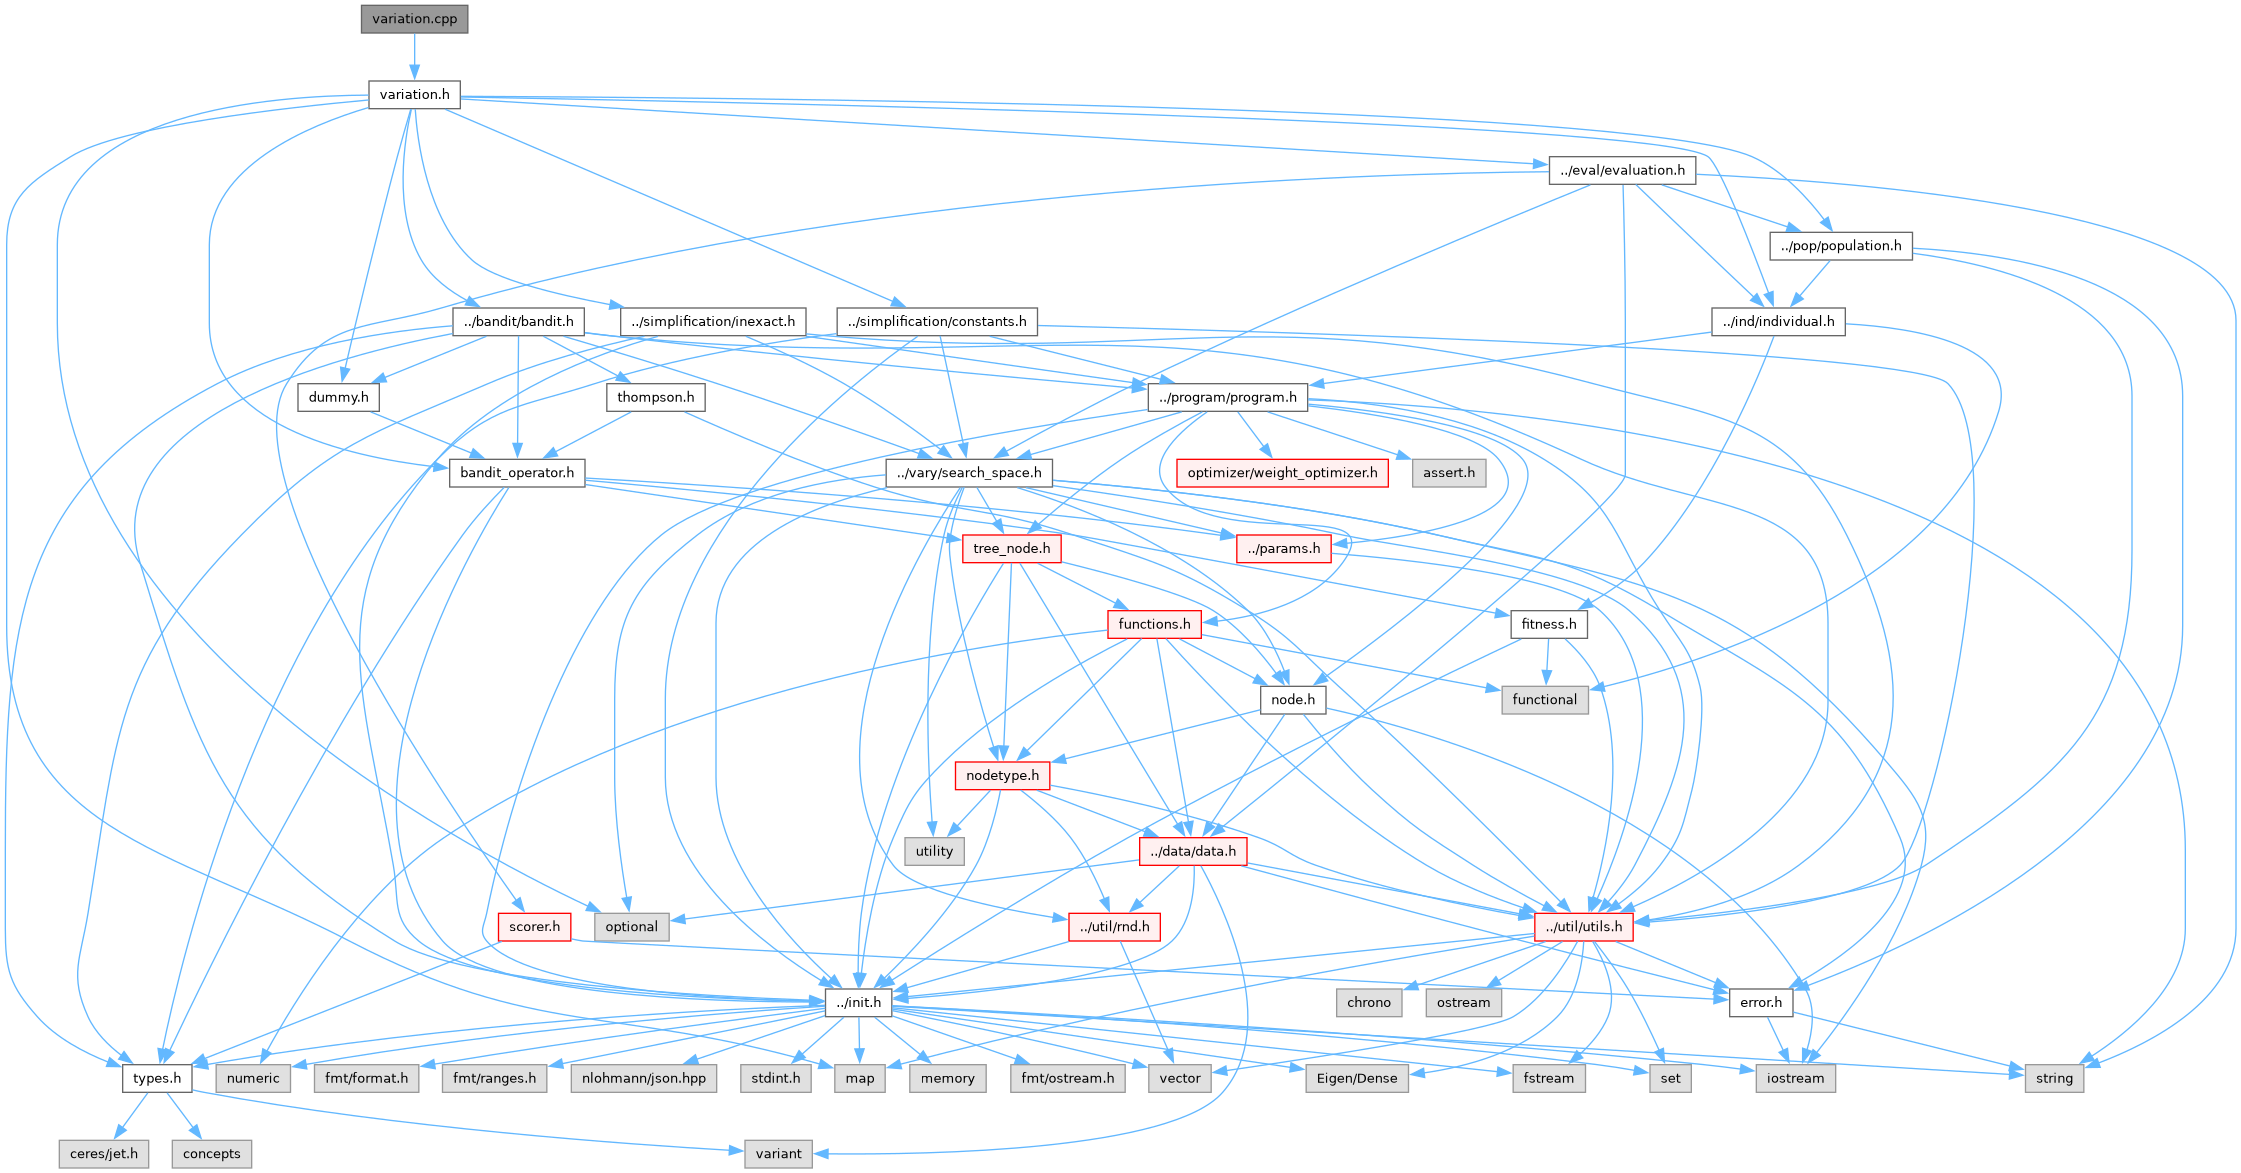 variation.cpp
variation.h
../eval/evaluation.h
../pop/population.h
../bandit/bandit.h
../simplification/inexact.h
../simplification/constants.h
../ind/individual.h
dummy.h
thompson.h
../program/program.h
bandit_operator.h
../vary/search_space.h
optimizer/weight_optimizer.h
assert.h
tree_node.h
../params.h
functions.h
fitness.h
node.h
functional
nodetype.h
utility
../data/data.h
scorer.h
optional
../util/rnd.h
../util/utils.h
../init.h
chrono
ostream
error.h
types.h
numeric
fmt/format.h
fmt/ranges.h
nlohmann/json.hpp
stdint.h
map
memory
fmt/ostream.h
vector
Eigen/Dense
fstream
set
iostream
string
ceres/jet.h
concepts
variant